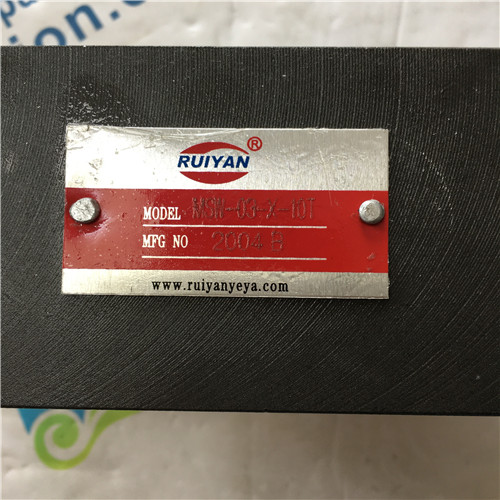 RUIYAN®
MODEL MSW-03-X-10T
MFG NO 2004 B
www.ruiyanyeya.com